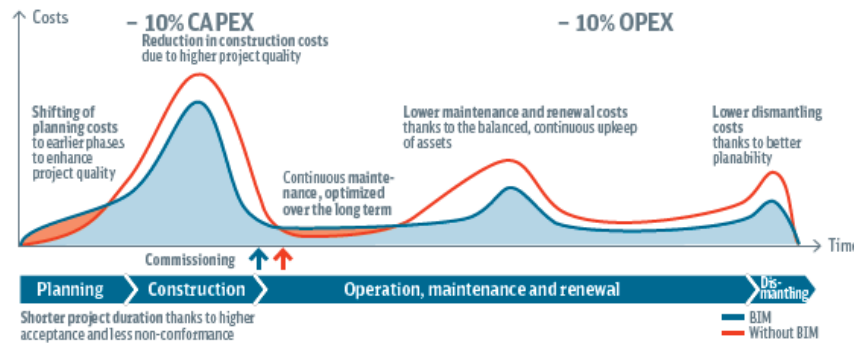 Costs
– 10% CAPEX
Reduction in construction costs
due to higher project quality
– 10% OPEX
Shifting of
planning costs
to earlier phases
to enhance
project quality
Continuous mainte-
nance, optimized
over the long term
Lower maintenance and renewal costs
thanks to the balanced, continuous upkeep
of assets
Lower dismantling
costs
thanks to better
planability
Time
Commissioning
Planning
Construction
Operation, maintenance and renewal
Dis-
mantling
Shorter project duration thanks to higher
acceptance and less non-conformance
BIM
Without BIM